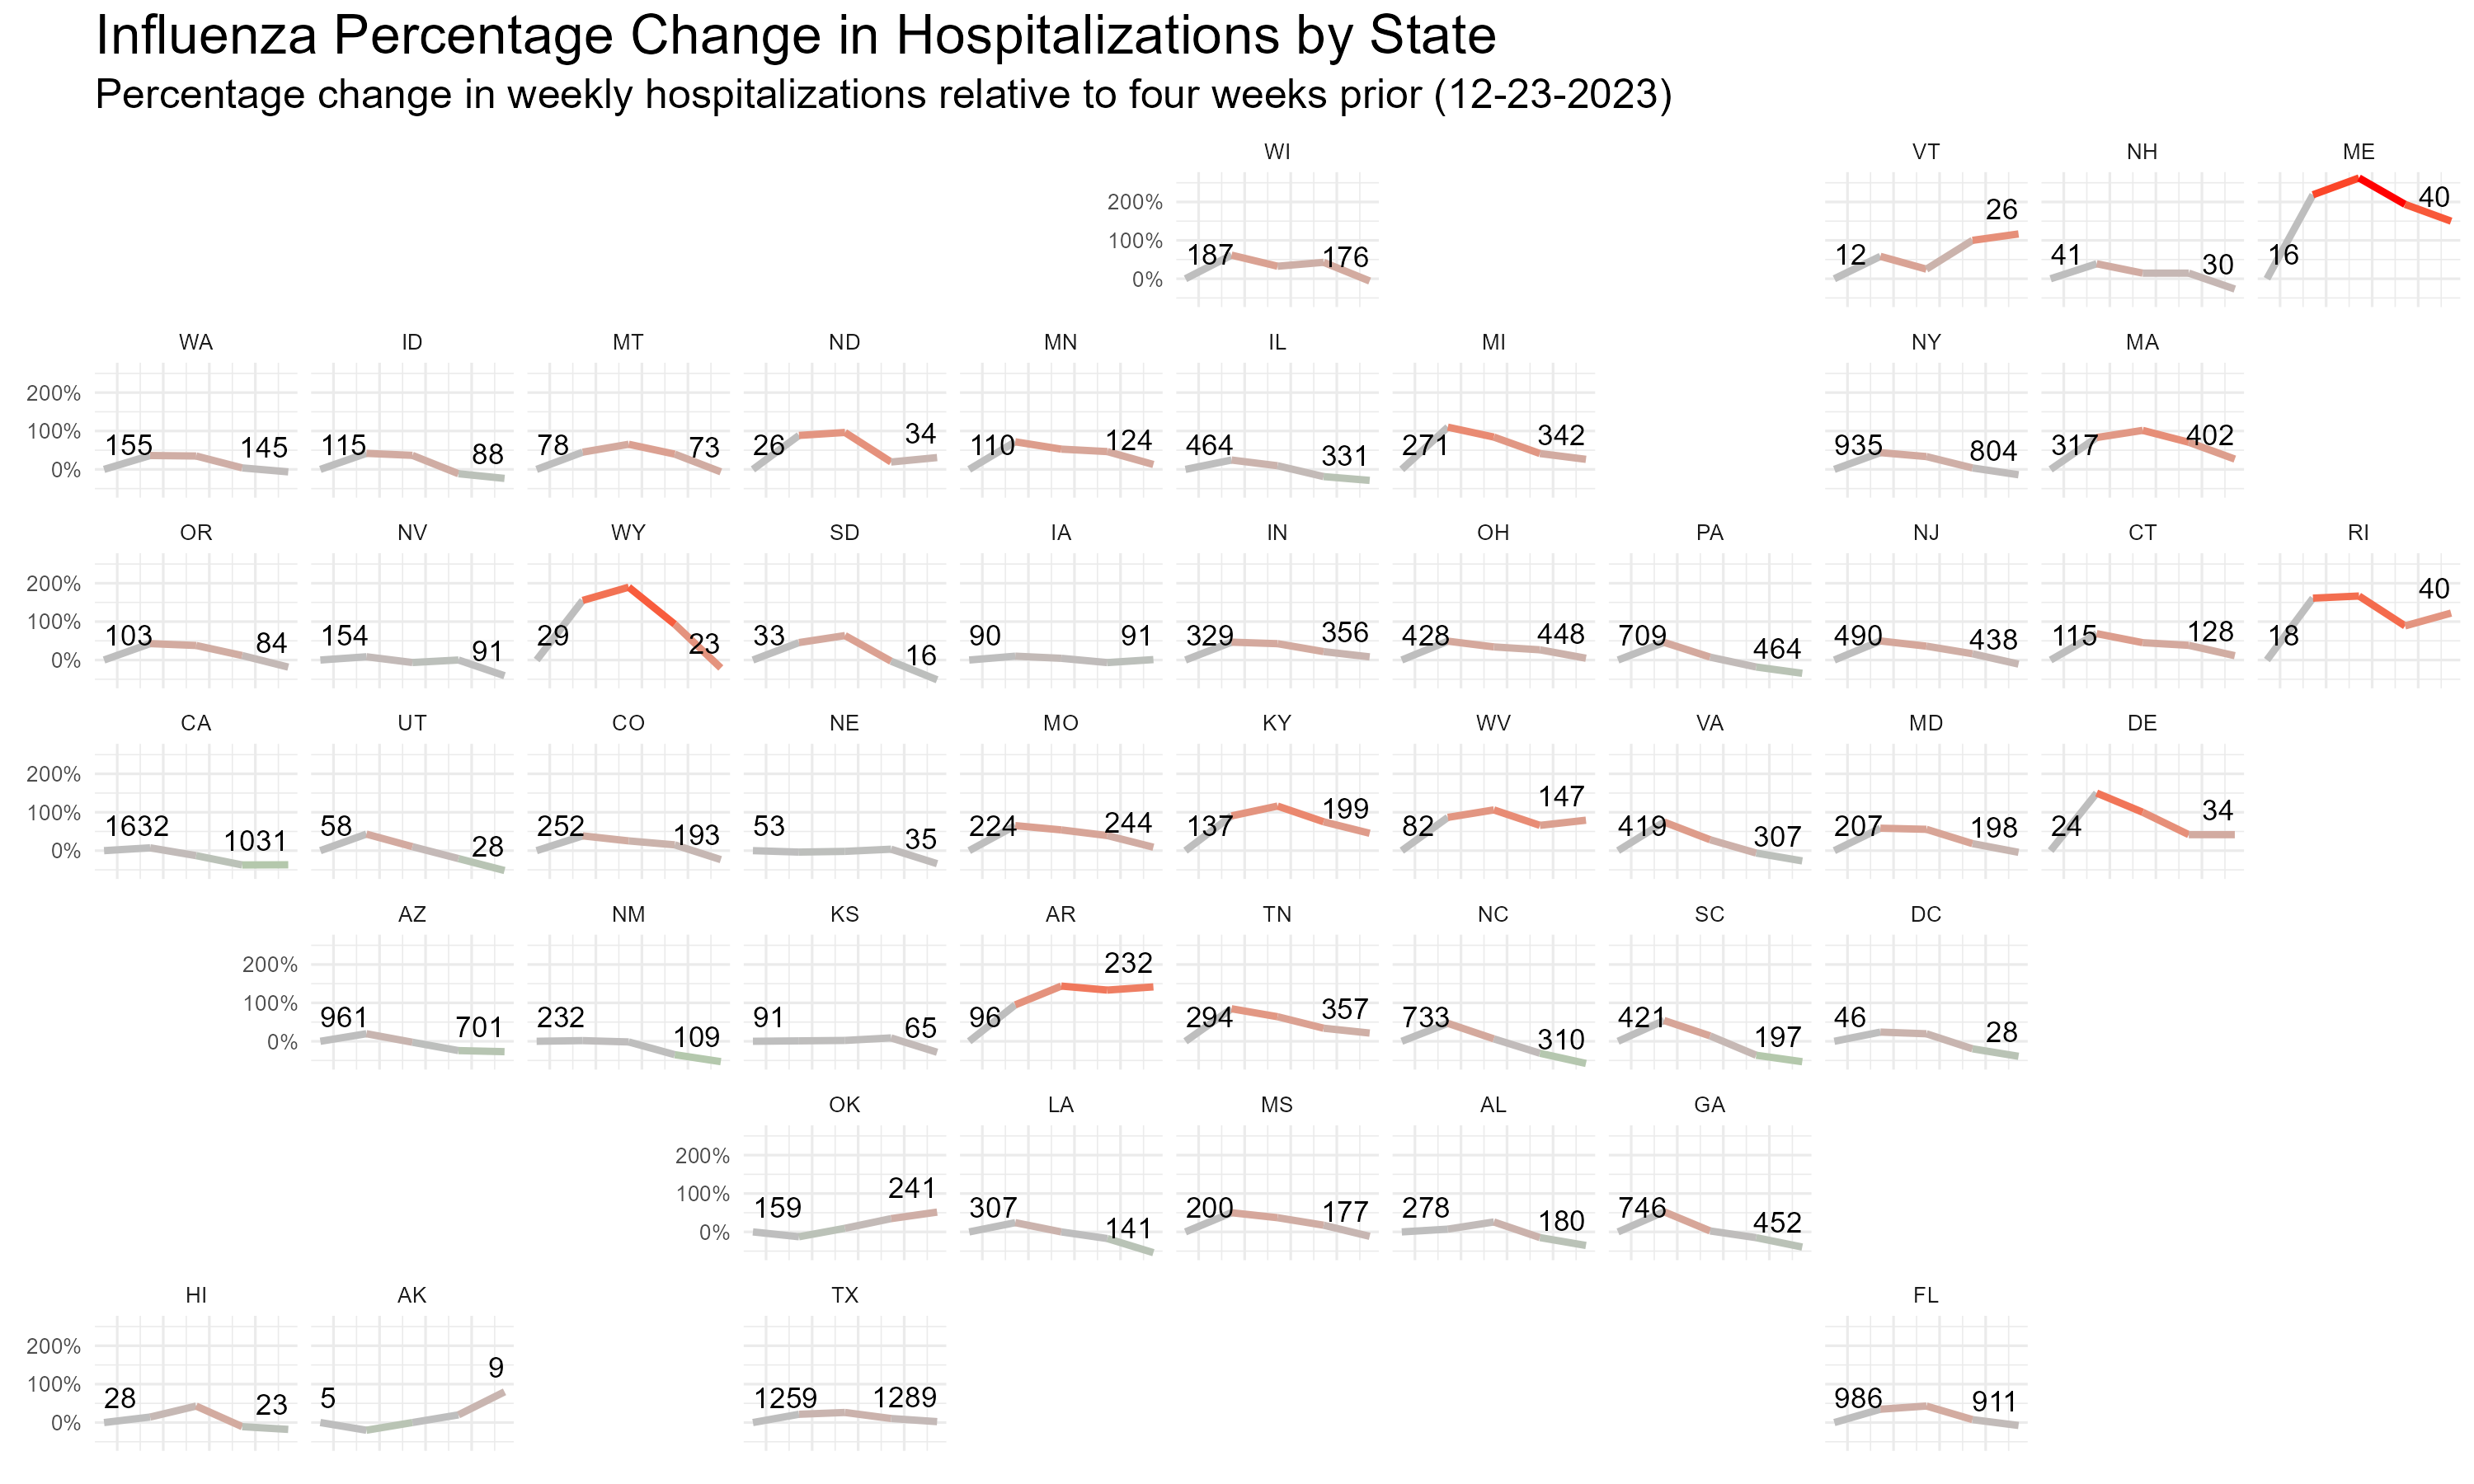 Influenza Percentage Change in Hospitalizations by State
Percentage change in weekly hospitalizations relative to four weeks prior (12-23-2023)
WI VT NH ME
200%
100%
0%
187 176 12 26 41 30 16 40
WA ID MT ND MN IL MI NY MA
200%
100%
0%
155 145 115 88 78 73 26 34 110 124 464 331 271 342 935 804 317 402
OR NV WY SD IA IN OH PA NJ CT RI
200%
100%
0%
103 84 154 91 29 23 33 16 90 91 329 356 428 448 709 464 490 438 115 128 18 40
CA UT CO NE MO KY WV VA MD DE
200%
100%
0%
1632 1031 58 28 252 193 53 35 224 244 137 199 82 147 419 307 207 198 24 34
AZ NM KS AR TN NC SC DC
200%
100%
0%
961 701 232 109 91 65 96 232 294 357 733 310 421 197 46 28
OK LA MS AL GA
200%
100%
0%
159 241 307 141 200 177 278 180 746 452
HI AK TX FL
200%
100%
0%
28 23 5 9 1259 1289 986 911